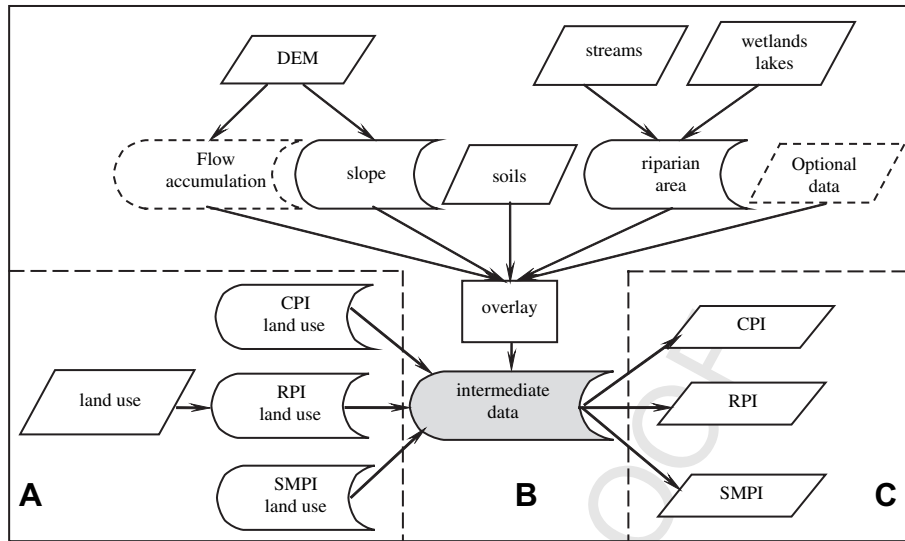 DEM
streams
wetlands
lakes
Flow
accumulation
slope
soils
riparian
area
Optional
data
CPI
land use
overlay
CPI
land use
RPI
land use
intermediate
data
RPI
SMPI
land use
SMPI
A
B
C